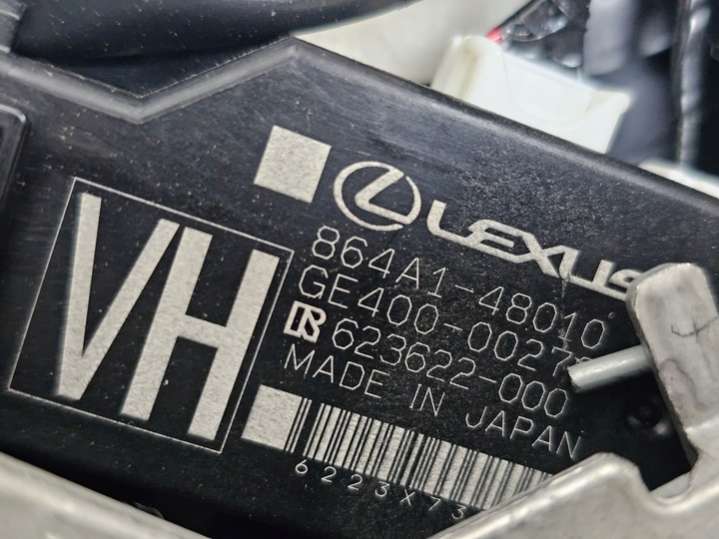 LEXUS
864A1-48010
GE400-0027
623622-000
MADE IN JAPAN
VH
6223X73